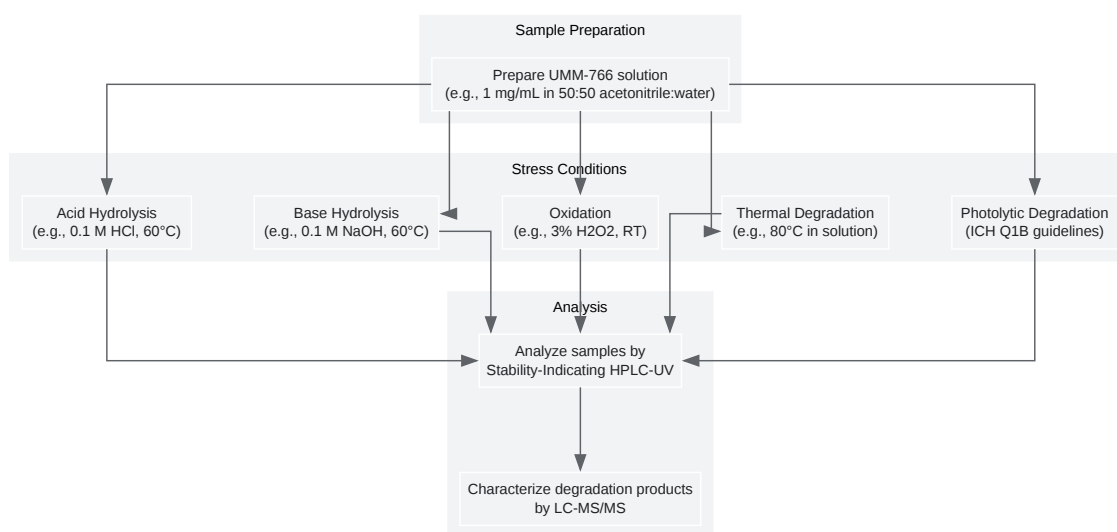 Sample Preparation
Prepare UMM-766 solution
(e.g., 1 mg/mL in 50:50 acetonitrile:water)
Stress Conditions
Acid Hydrolysis
(e.g., 0.1 M HCl, 60°C)
Base Hydrolysis
(e.g., 0.1 M NaOH, 60°C)
Oxidation
(e.g., 3% H2O2, RT)
Thermal Degradation
(e.g., 80°C in solution)
Photolytic Degradation
(ICH Q1B guidelines)
Analysis
Analyze samples by
Stability-Indicating HPLC-UV
Characterize degradation products
by LC-MS/MS